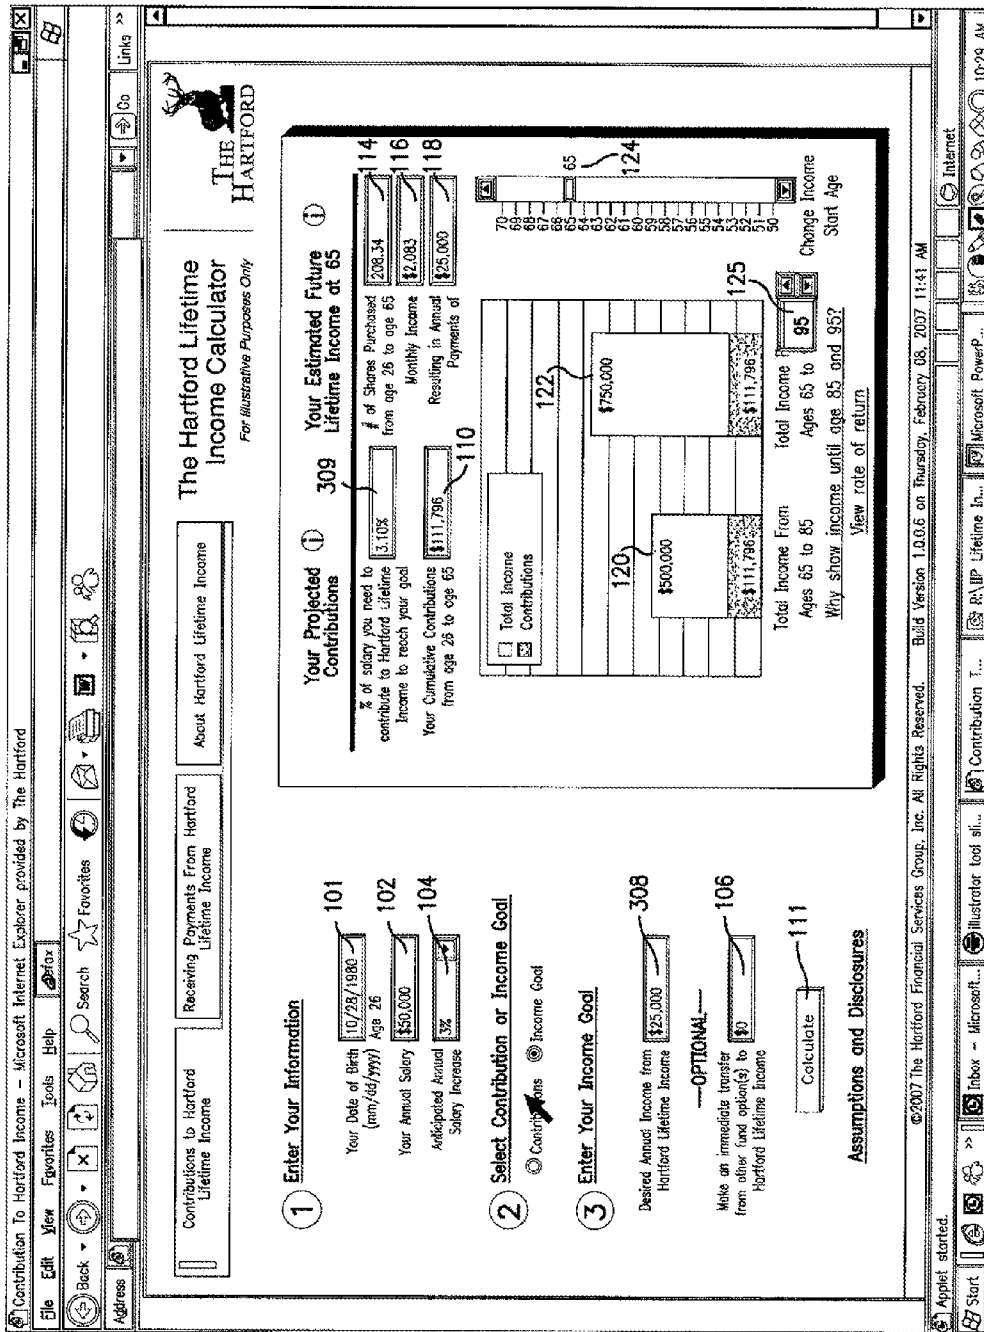 Contribution To Hartford Income - Microsoft Internet Explorer provided by The Hartford
File Edit View Favorites Tools Help
Back Search Favorites
Address Go Links >>
Contributions to Hartford
Lifetime Income
Receiving Payments From Hartford
Lifetime Income
About Hartford Lifetime Income
The Hartford Lifetime
Income Calculator
For Illustrative Purposes Only
THE
HARTFORD
1 Enter Your Information
Your Date of Birth
(mm/dd/yyyy)
10/28/1980
Age 26
101
Your Annual Salary
$50,000
102
Anticipated Annual
Salary Increase
3%
104
2 Select Contribution or Income Goal
Income Goal
3 Enter Your Income Goal
Desired Annual Income from
Hartford Lifetime Income
$25,000
308
OPTIONAL
Make an immediate transfer
from other fund option(s) to
Hartford Lifetime Income
$0
106
Calculate
111
Assumptions and Disclosures
Your Projected
Contributions
i
309
% of salary you need to
contribute to Hartford Lifetime
Income to reach your goal
3.10%
Your Cumulative Contributions
from age 26 to age 65
$111,796
110
Your Estimated Future
Lifetime Income at 65
i
# of Shares Purchased
from age 26 to age 65
208.34
114
Monthly Income
$2,083
116
Resulting in Annual
Payments of
$25,000
118
Total Income
Contributions
120
$500,000
$111,796
122
$750,000
$111,796
Total Income From
Ages 65 to 85
Total Income
Ages 65 to
95
125
Why show income until age 85 and 95?
View rate of return
70
69
68
67
66
65
64
63
62
61
60
59
58
57
56
55
54
53
52
51
50
65
124
Change Income
Start Age
©2007 The Hartford Financial Services Group, Inc. All Rights Reserved. Build Version 1.0.0.6 on Thursday, February 08, 2007 11:41 AM
Applet started. Internet
Start >> Inbox - Microsoft... illustrator tool sli... Contribution T... R:\IIP Lifetime In... Microsoft PowerP... 10:29 AM